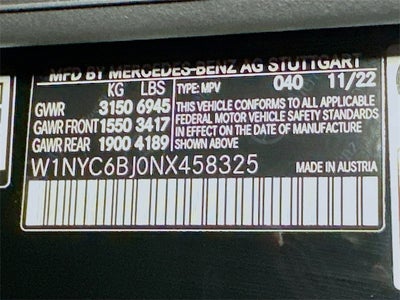 MFD BY MERCEDES-BENZ AG STUTTGART
KG LBS TYPE: MPV 040 11/22
GVWR 3150 6945 THIS VEHICLE CONFORMS TO ALL APPLICABLE
GAWR FRONT 1550 3417 FEDERAL MOTOR VEHICLE SAFETY STANDARDS
GAWR REAR 1900 4189 IN EFFECT ON THE DATE OF MANUFACTURE
SHOWN ABOVE
W1NYC6BJ0NX458325 MADE IN AUSTRIA